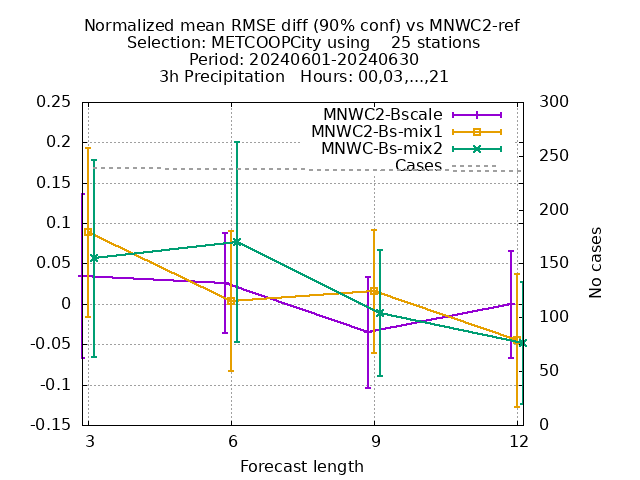 Normalized mean RMSE diff (90% conf) vs MNWC2-ref
Selection: METCOOPCity using    25 stations
Period: 20240601-20240630
3h Precipitation   Hours: 00,03,...,21
MNWC2-Bscale
MNWC2-Bs-mix1
MNWC-Bs-mix2
Cases
0.25
0.2
0.15
0.1
0.05
0
-0.05
-0.1
-0.15
300
250
200
150
100
50
0
No cases
3 6 9 12
Forecast length